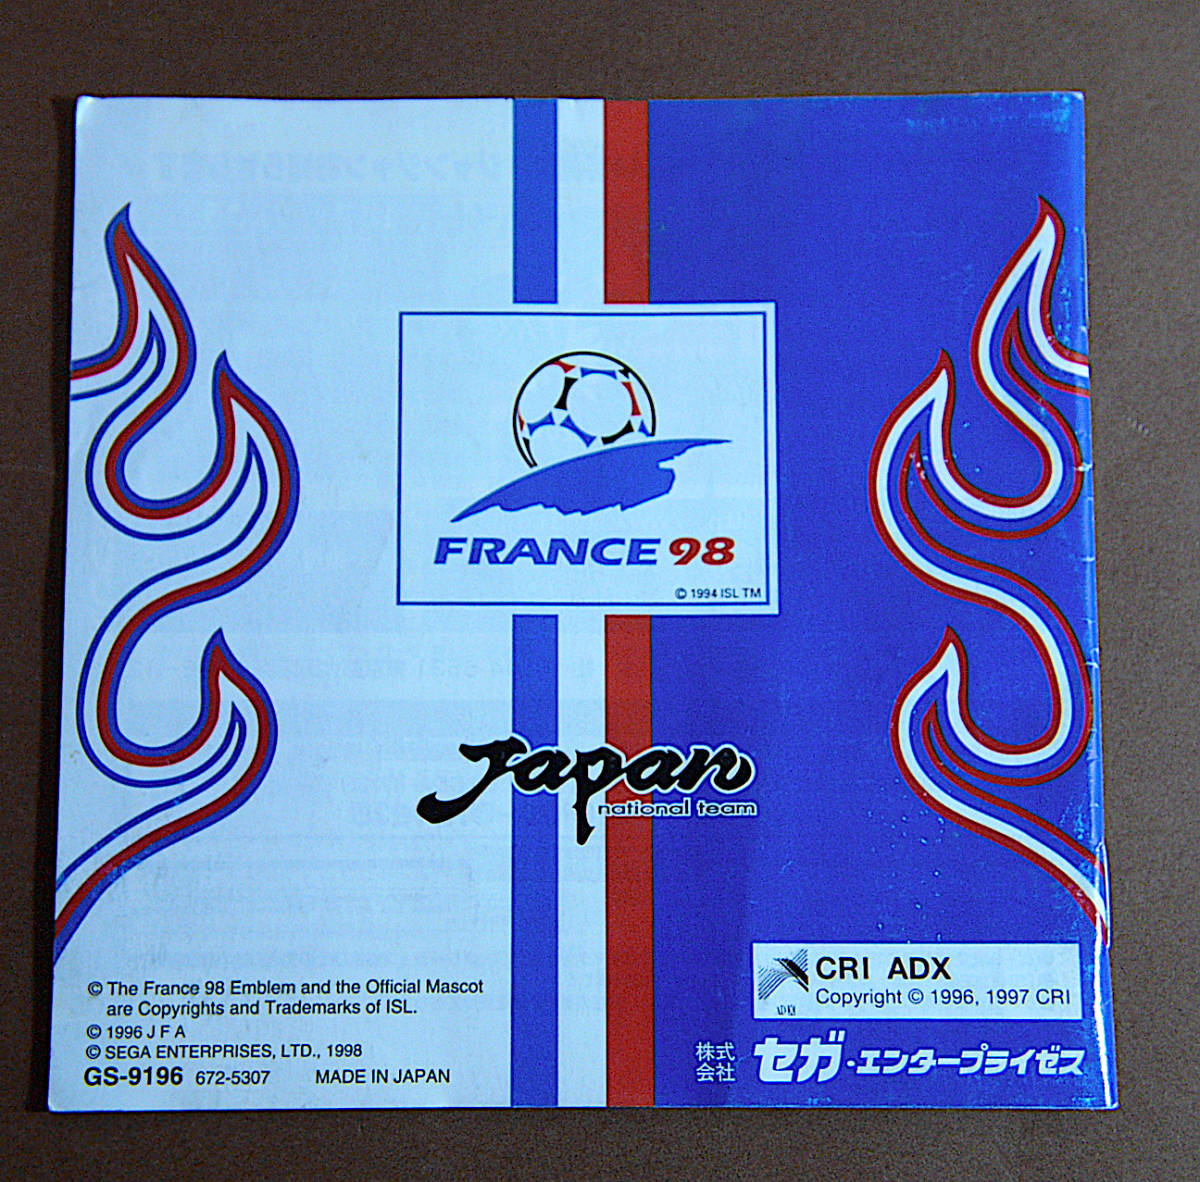 FRANCE 98
© 1994 ISL TM
Japan
national team
CRI ADX
Copyright © 1996, 1997 CRI
ADX
株式会社 セガ・エンタープライゼス
© The France 98 Emblem and the Official Mascot
are Copyrights and Trademarks of ISL.
© 1996 J F A
© SEGA ENTERPRISES, LTD., 1998
GS-9196 672-5307 MADE IN JAPAN